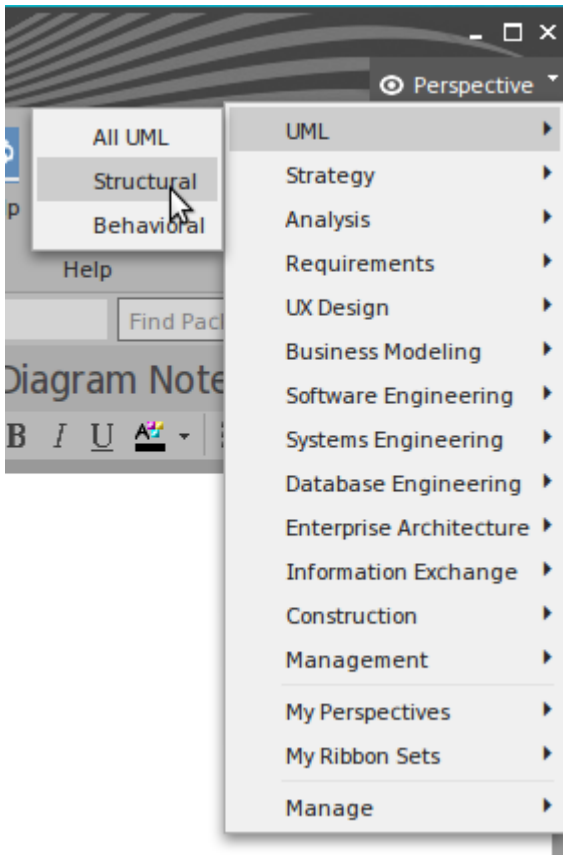 Perspective
All UML
Structural
Behavioral
UML
Strategy
Analysis
Requirements
UX Design
Business Modeling
Software Engineering
Systems Engineering
Database Engineering
Enterprise Architecture
Information Exchange
Construction
Management
My Perspectives
My Ribbon Sets
Manage
p
Help
Find Pac
Diagram Note
B I U A